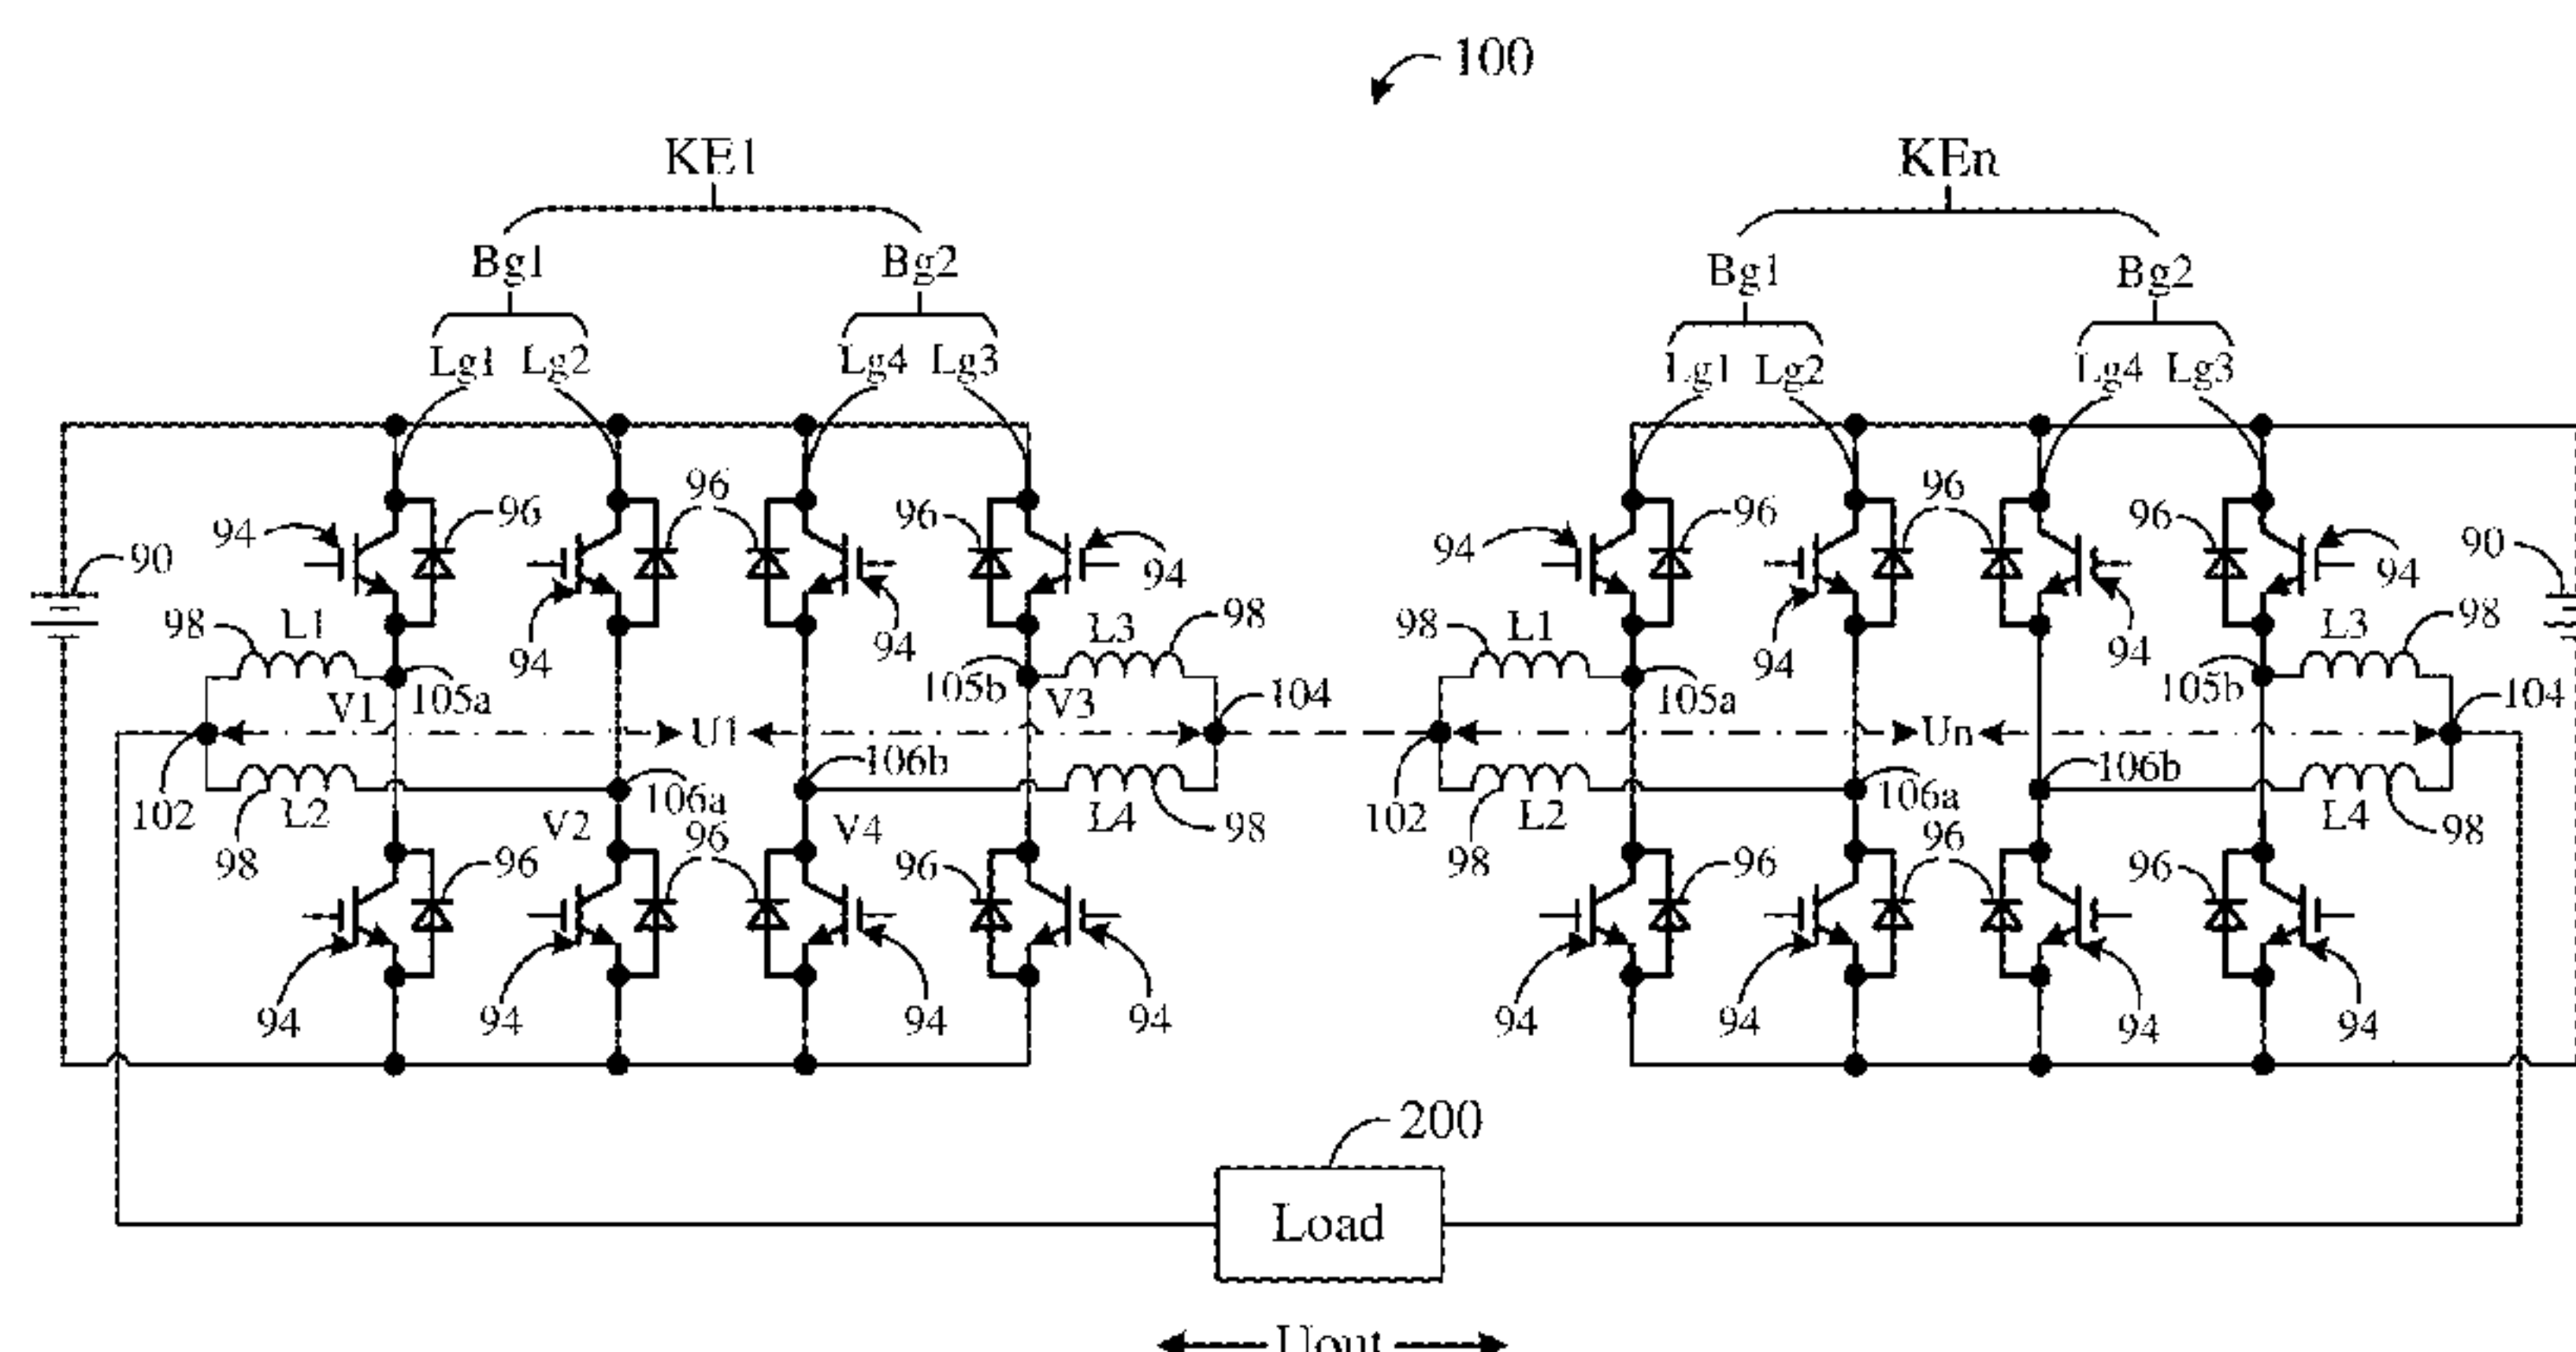 100
KE1 KEn
Bg1 Bg2 Bg1 Bg2
Lg1 Lg2 Lg4 Lg3 Lg1 Lg2 Lg4 Lg3
96 96
94 96 96 94 96 96
90 94 94 94 90
94 94 94 94
98 L1 L3 98 98 L1 L3 98
V1 105a 105b V3 105a 105b
U1 104 Un 104
106b 106b
102 L2 106a L4 102 L2 106a L4
98 V2 96 V4 98 98 96 98
96 96 96 96
94 94 94 94 94 94 94 94
200
Load
Uout